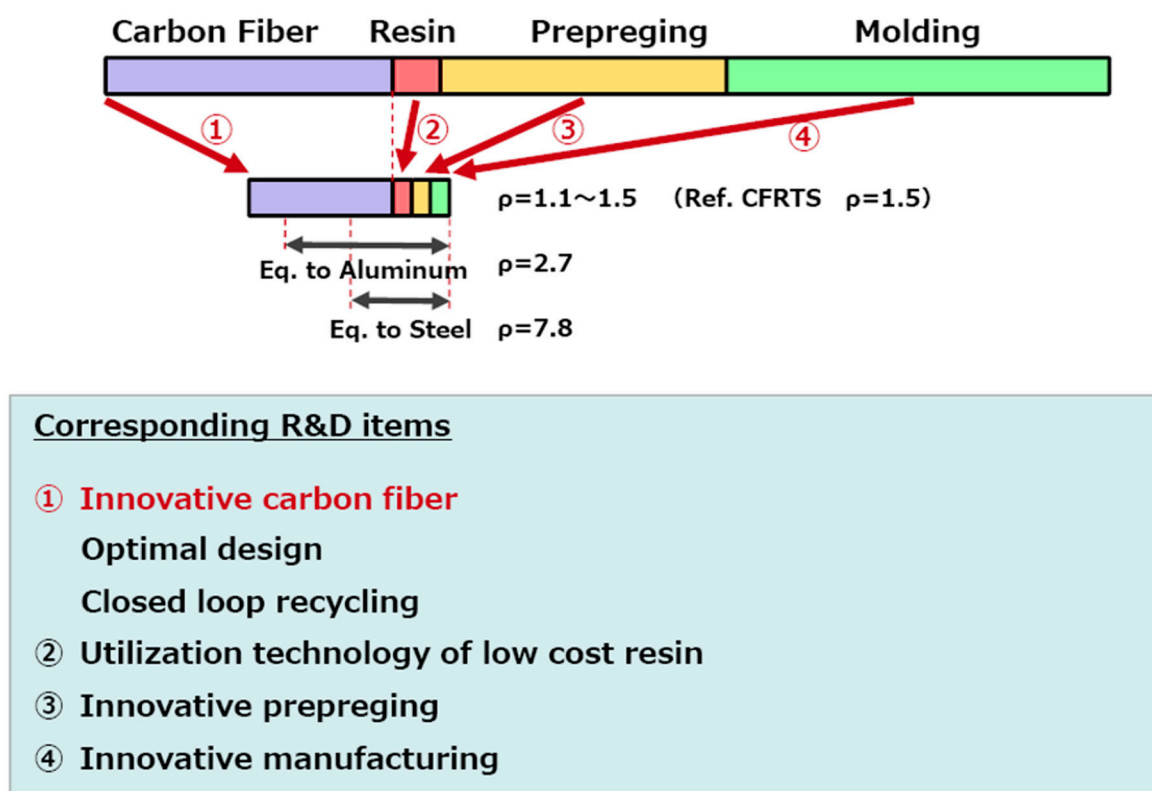 Carbon Fiber Resin Prepreging Molding
① ② ③ ④
ρ=1.1～1.5 （Ref. CFRTS ρ=1.5）
Eq. to Aluminum ρ=2.7
Eq. to Steel ρ=7.8
Corresponding R&D items
① Innovative carbon fiber
Optimal design
Closed loop recycling
② Utilization technology of low cost resin
③ Innovative prepreging
④ Innovative manufacturing